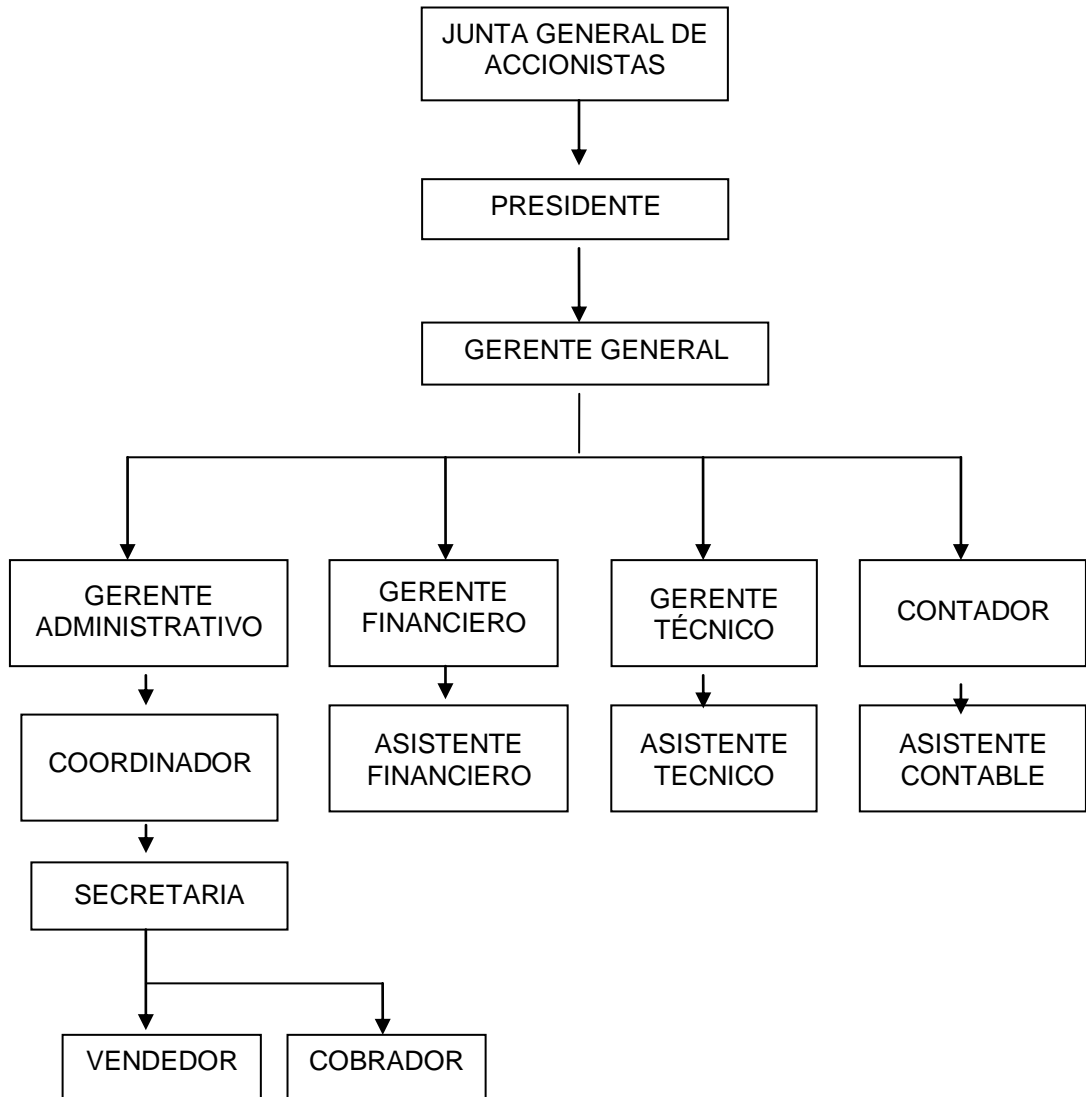 JUNTA GENERAL DE
ACCIONISTAS
PRESIDENTE
GERENTE GENERAL
GERENTE
ADMINISTRATIVO
GERENTE
FINANCIERO
GERENTE
TÉCNICO
CONTADOR
COORDINADOR
ASISTENTE
FINANCIERO
ASISTENTE
TECNICO
ASISTENTE
CONTABLE
SECRETARIA
VENDEDOR
COBRADOR